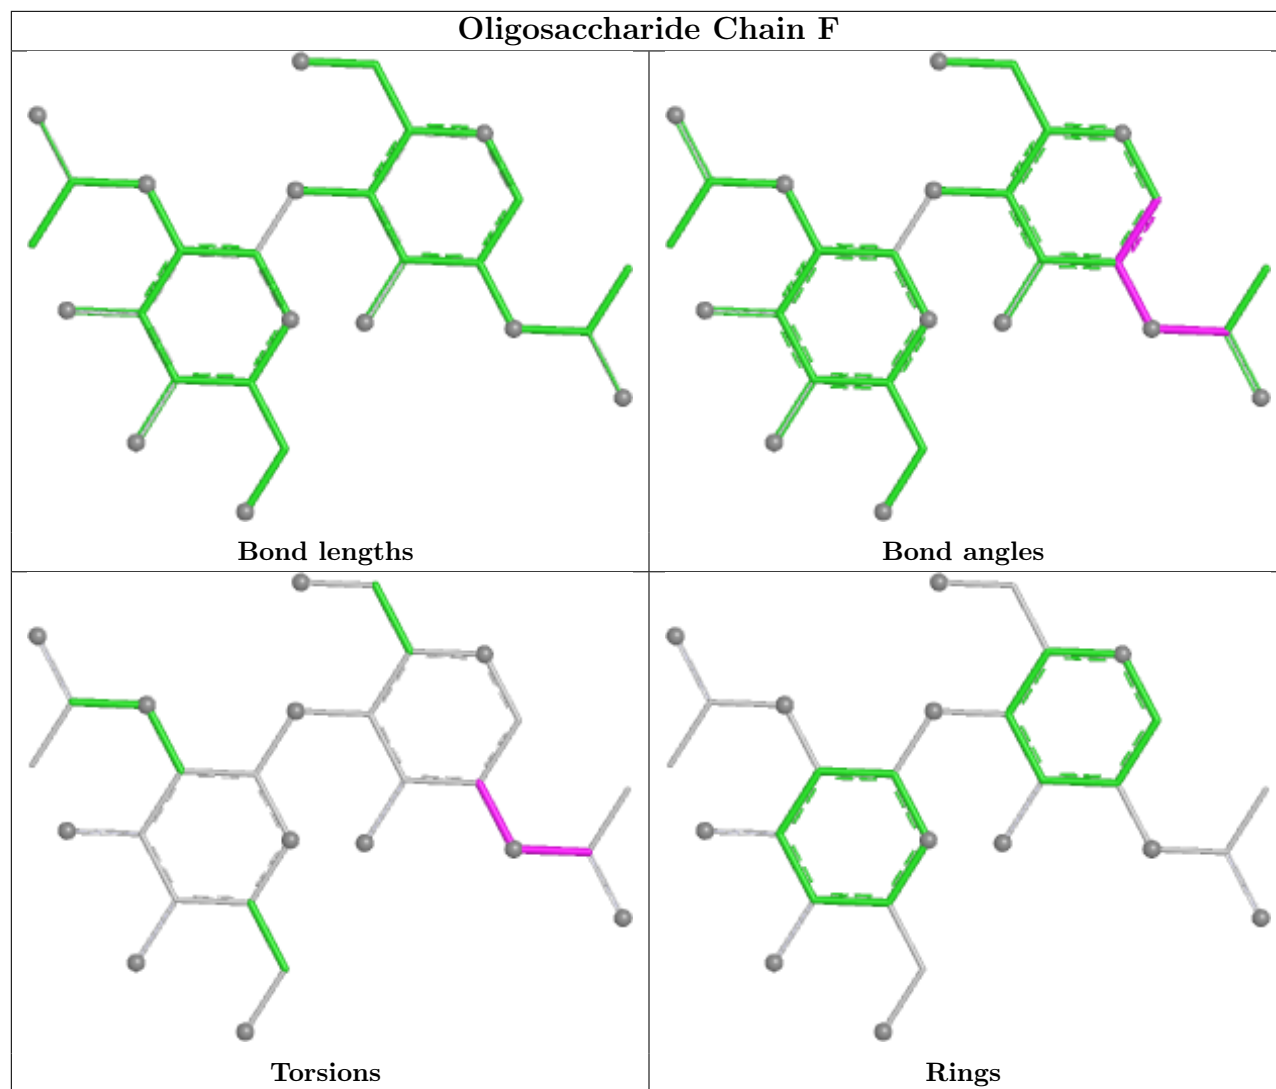 Oligosaccharide Chain F
Bond lengths
Bond angles
Torsions
Rings